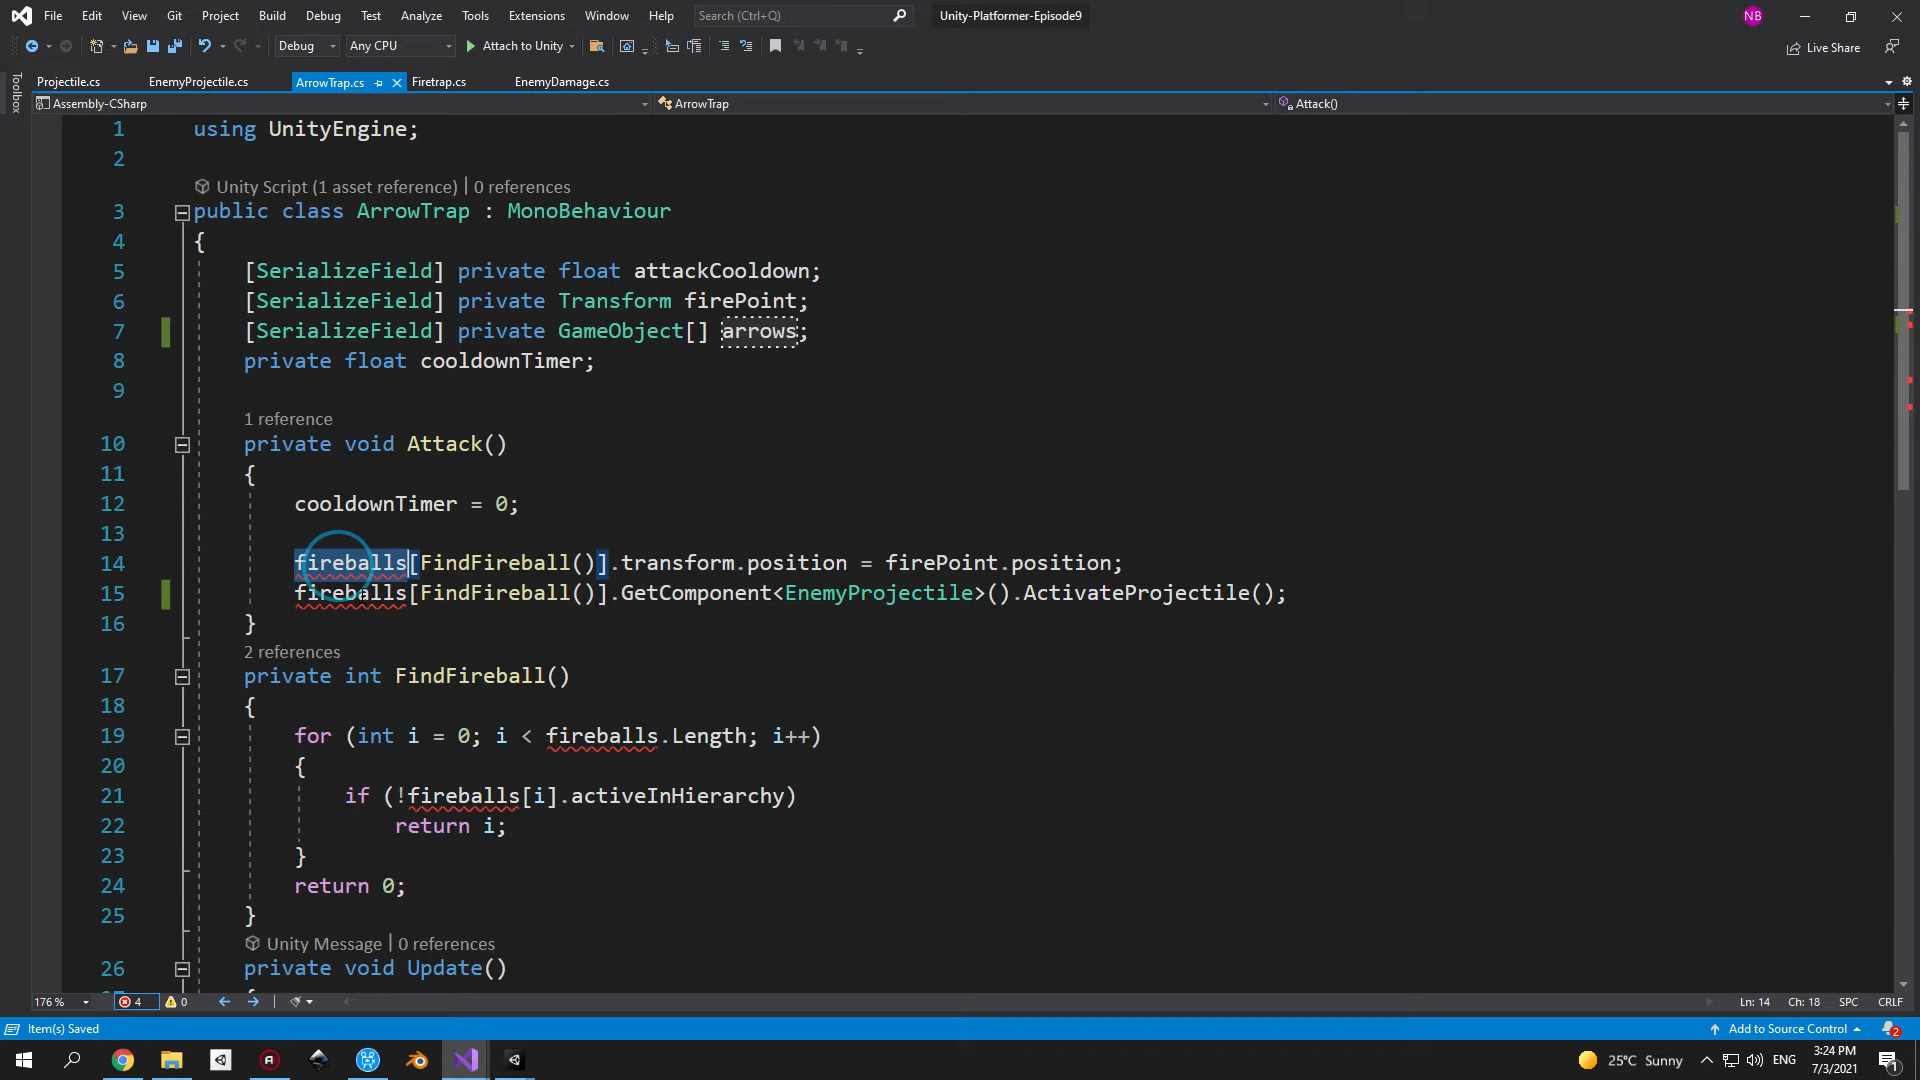 File Edit View Git Project Build Debug Test Analyze Tools Extensions Window Help Search (Ctrl+Q) Unity-Platformer-Episode9 NB
Debug Any CPU Attach to Unity Live Share
Toolbox
Projectile.cs EnemyProjectile.cs ArrowTrap.cs Firetrap.cs EnemyDamage.cs
Assembly-CSharp ArrowTrap Attack()
1 using UnityEngine;
2
Unity Script (1 asset reference) | 0 references
3 public class ArrowTrap : MonoBehaviour
4 {
5 [SerializeField] private float attackCooldown;
6 [SerializeField] private Transform firePoint;
7 [SerializeField] private GameObject[] arrows;
8 private float cooldownTimer;
9
1 reference
10 private void Attack()
11 {
12 cooldownTimer = 0;
13
14 fireballs[FindFireball()].transform.position = firePoint.position;
15 fireballs[FindFireball()].GetComponent<EnemyProjectile>().ActivateProjectile();
16 }
2 references
17 private int FindFireball()
18 {
19 for (int i = 0; i < fireballs.Length; i++)
20 {
21 if (!fireballs[i].activeInHierarchy)
22 return i;
23 }
24 return 0;
25 }
Unity Message | 0 references
26 private void Update()
176 % 4 0 Ln: 14 Ch: 18 SPC CRLF
Item(s) Saved Add to Source Control 2
25°C Sunny ENG 3:24 PM
7/3/2021 1